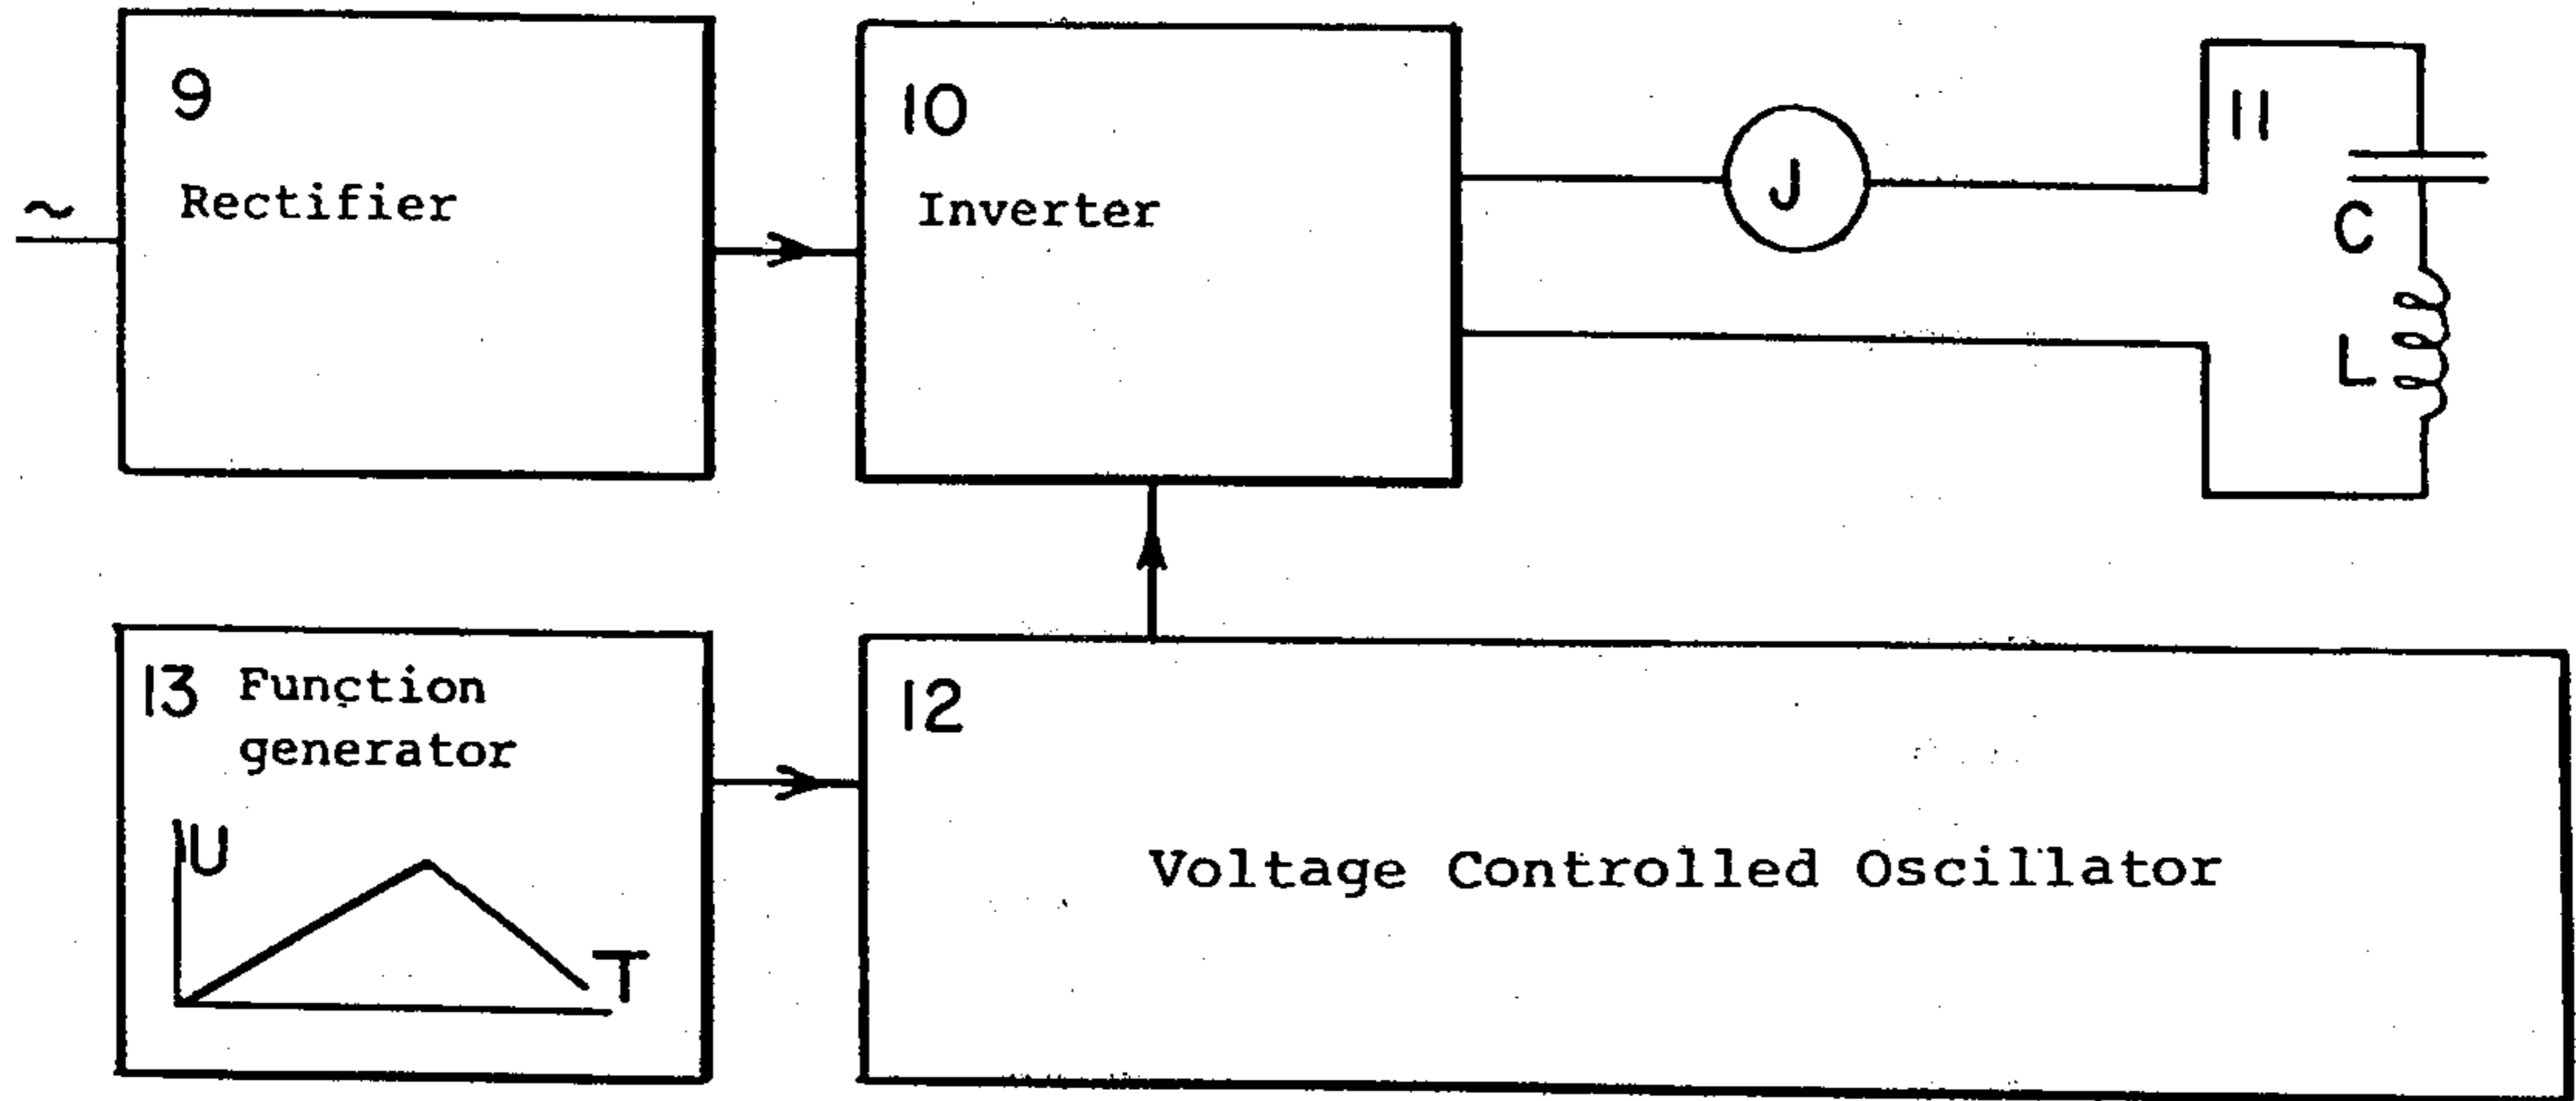 9
Rectifier
~
10
Inverter
J
11
C
L
13 Function
generator
U
T
12
Voltage Controlled Oscillator